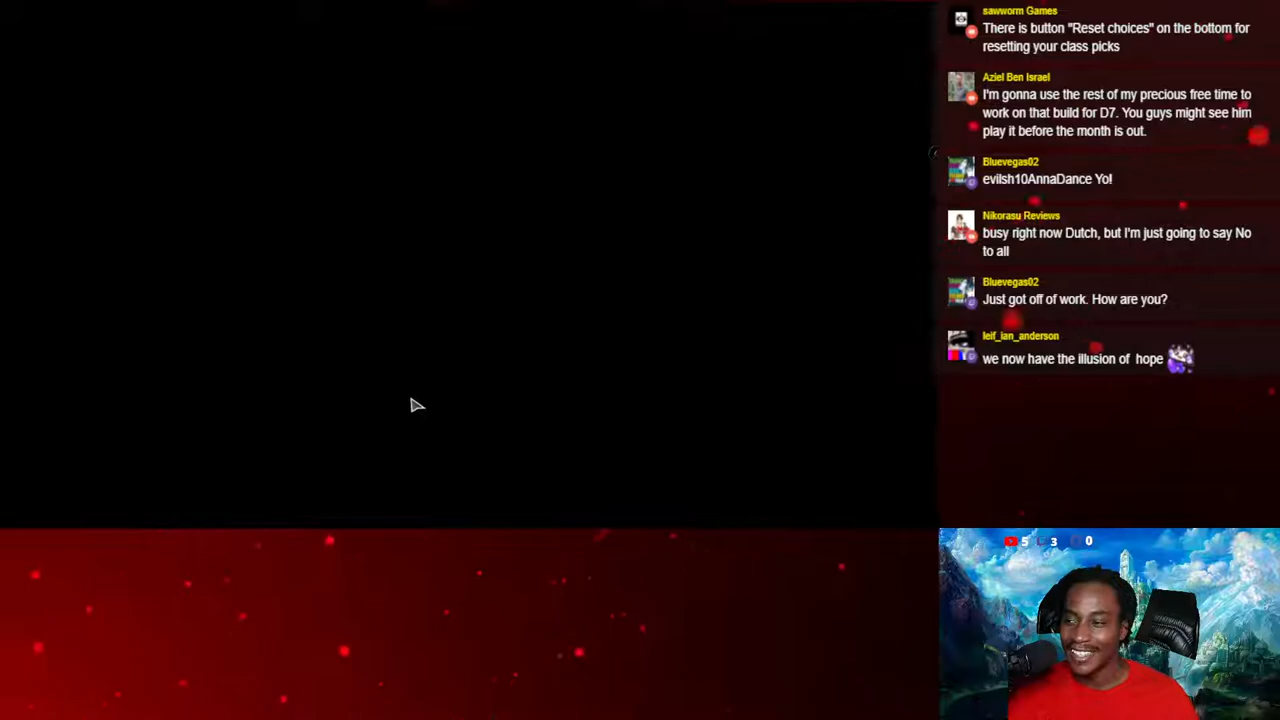 sawworm Games
There is button "Reset choices" on the bottom for
resetting your class picks
Aziel Ben Israel
I'm gonna use the rest of my precious free time to
work on that build for D7. You guys might see him
play it before the month is out.
Bluevegas02
evilsh10AnnaDance Yo!
Nikorasu Reviews
busy right now Dutch, but I'm just going to say No
to all
Bluevegas02
Just got off of work. How are you?
leif_ian_anderson
we now have the illusion of hope
5 3 0